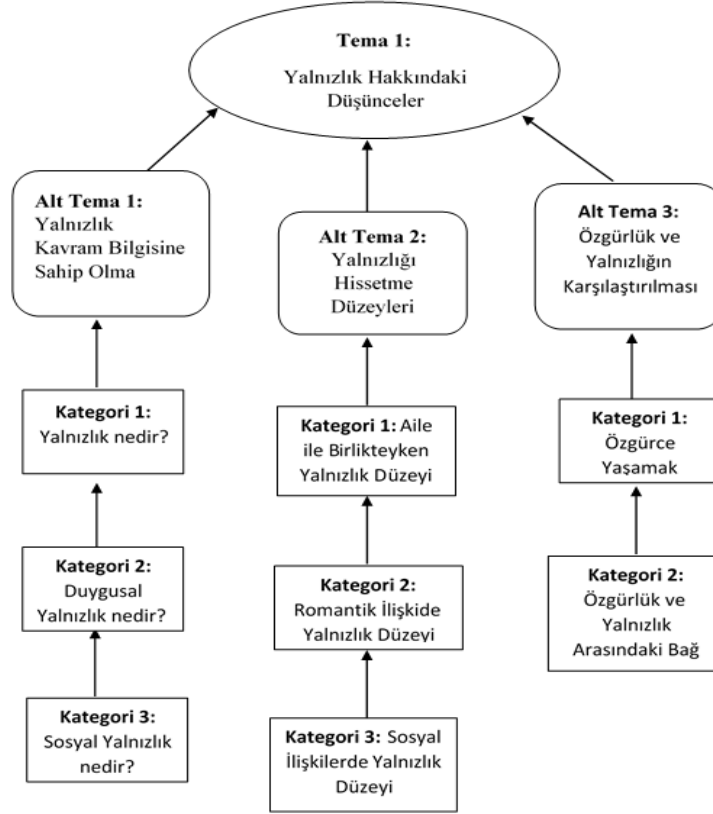 Tema 1:
Yalnızlık Hakkındaki
Düşünceler
Alt Tema 1:
Yalnızlık
Kavram Bilgisine
Sahip Olma
Kategori 1:
Yalnızlık nedir?
Kategori 2:
Duygusal
Yalnızlık nedir?
Kategori 3:
Sosyal Yalnızlık
nedir?
Alt Tema 2:
Yalnızlığı
Hissetme
Düzeyleri
Kategori 1: Aile
ile Birlikteyken
Yalnızlık Düzeyi
Kategori 2:
Romantik İlişkide
Yalnızlık Düzeyi
Kategori 3: Sosyal
İlişkilerde Yalnızlık
Düzeyi
Alt Tema 3:
Özgürlük ve
Yalnızlığın
Karşılaştırılması
Kategori 1:
Özgürce
Yaşamak
Kategori 2:
Özgürlük ve
Yalnızlık
Arasındaki Bağ